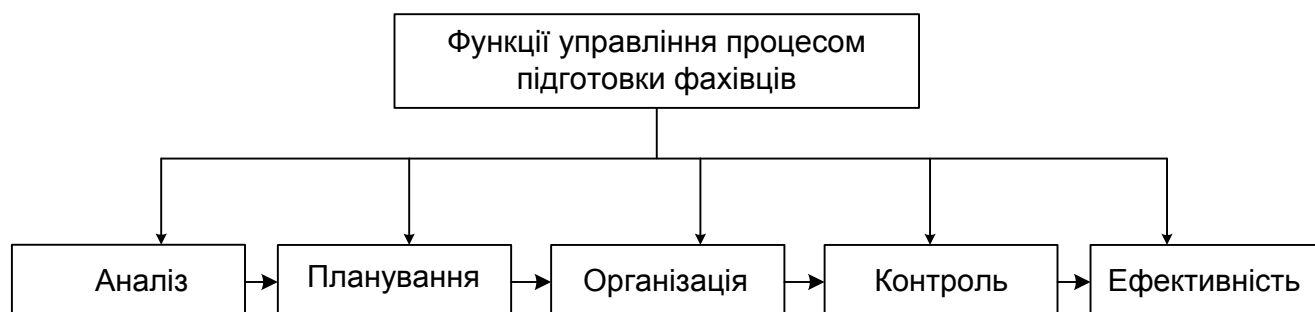 Функції управління процесом
підготовки фахівців
Аналіз
Планування
Організація
Контроль
Ефективність